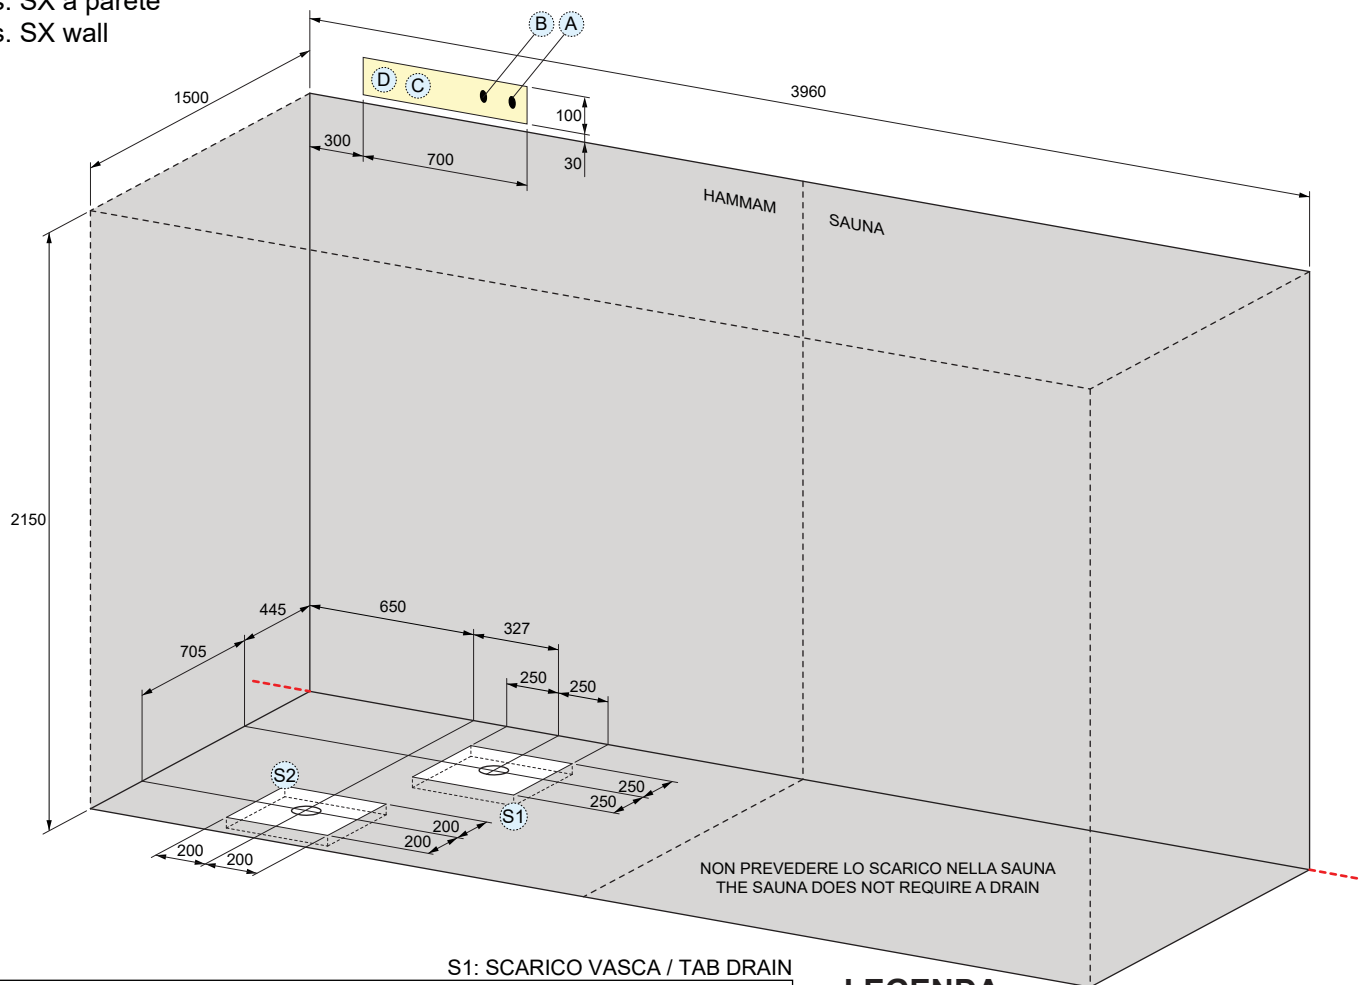 s. SX a parete
s. SX wall
B A
D C
1500
3960
100
300
700
30
HAMMAM
SAUNA
2150
445
650
327
705
250
250
S2
250
250
S1
200
200
200
200
NON PREVEDERE LO SCARICO NELLA SAUNA
THE SAUNA DOES NOT REQUIRE A DRAIN
S1: SCARICO VASCA / TAB DRAIN
LEGENDA